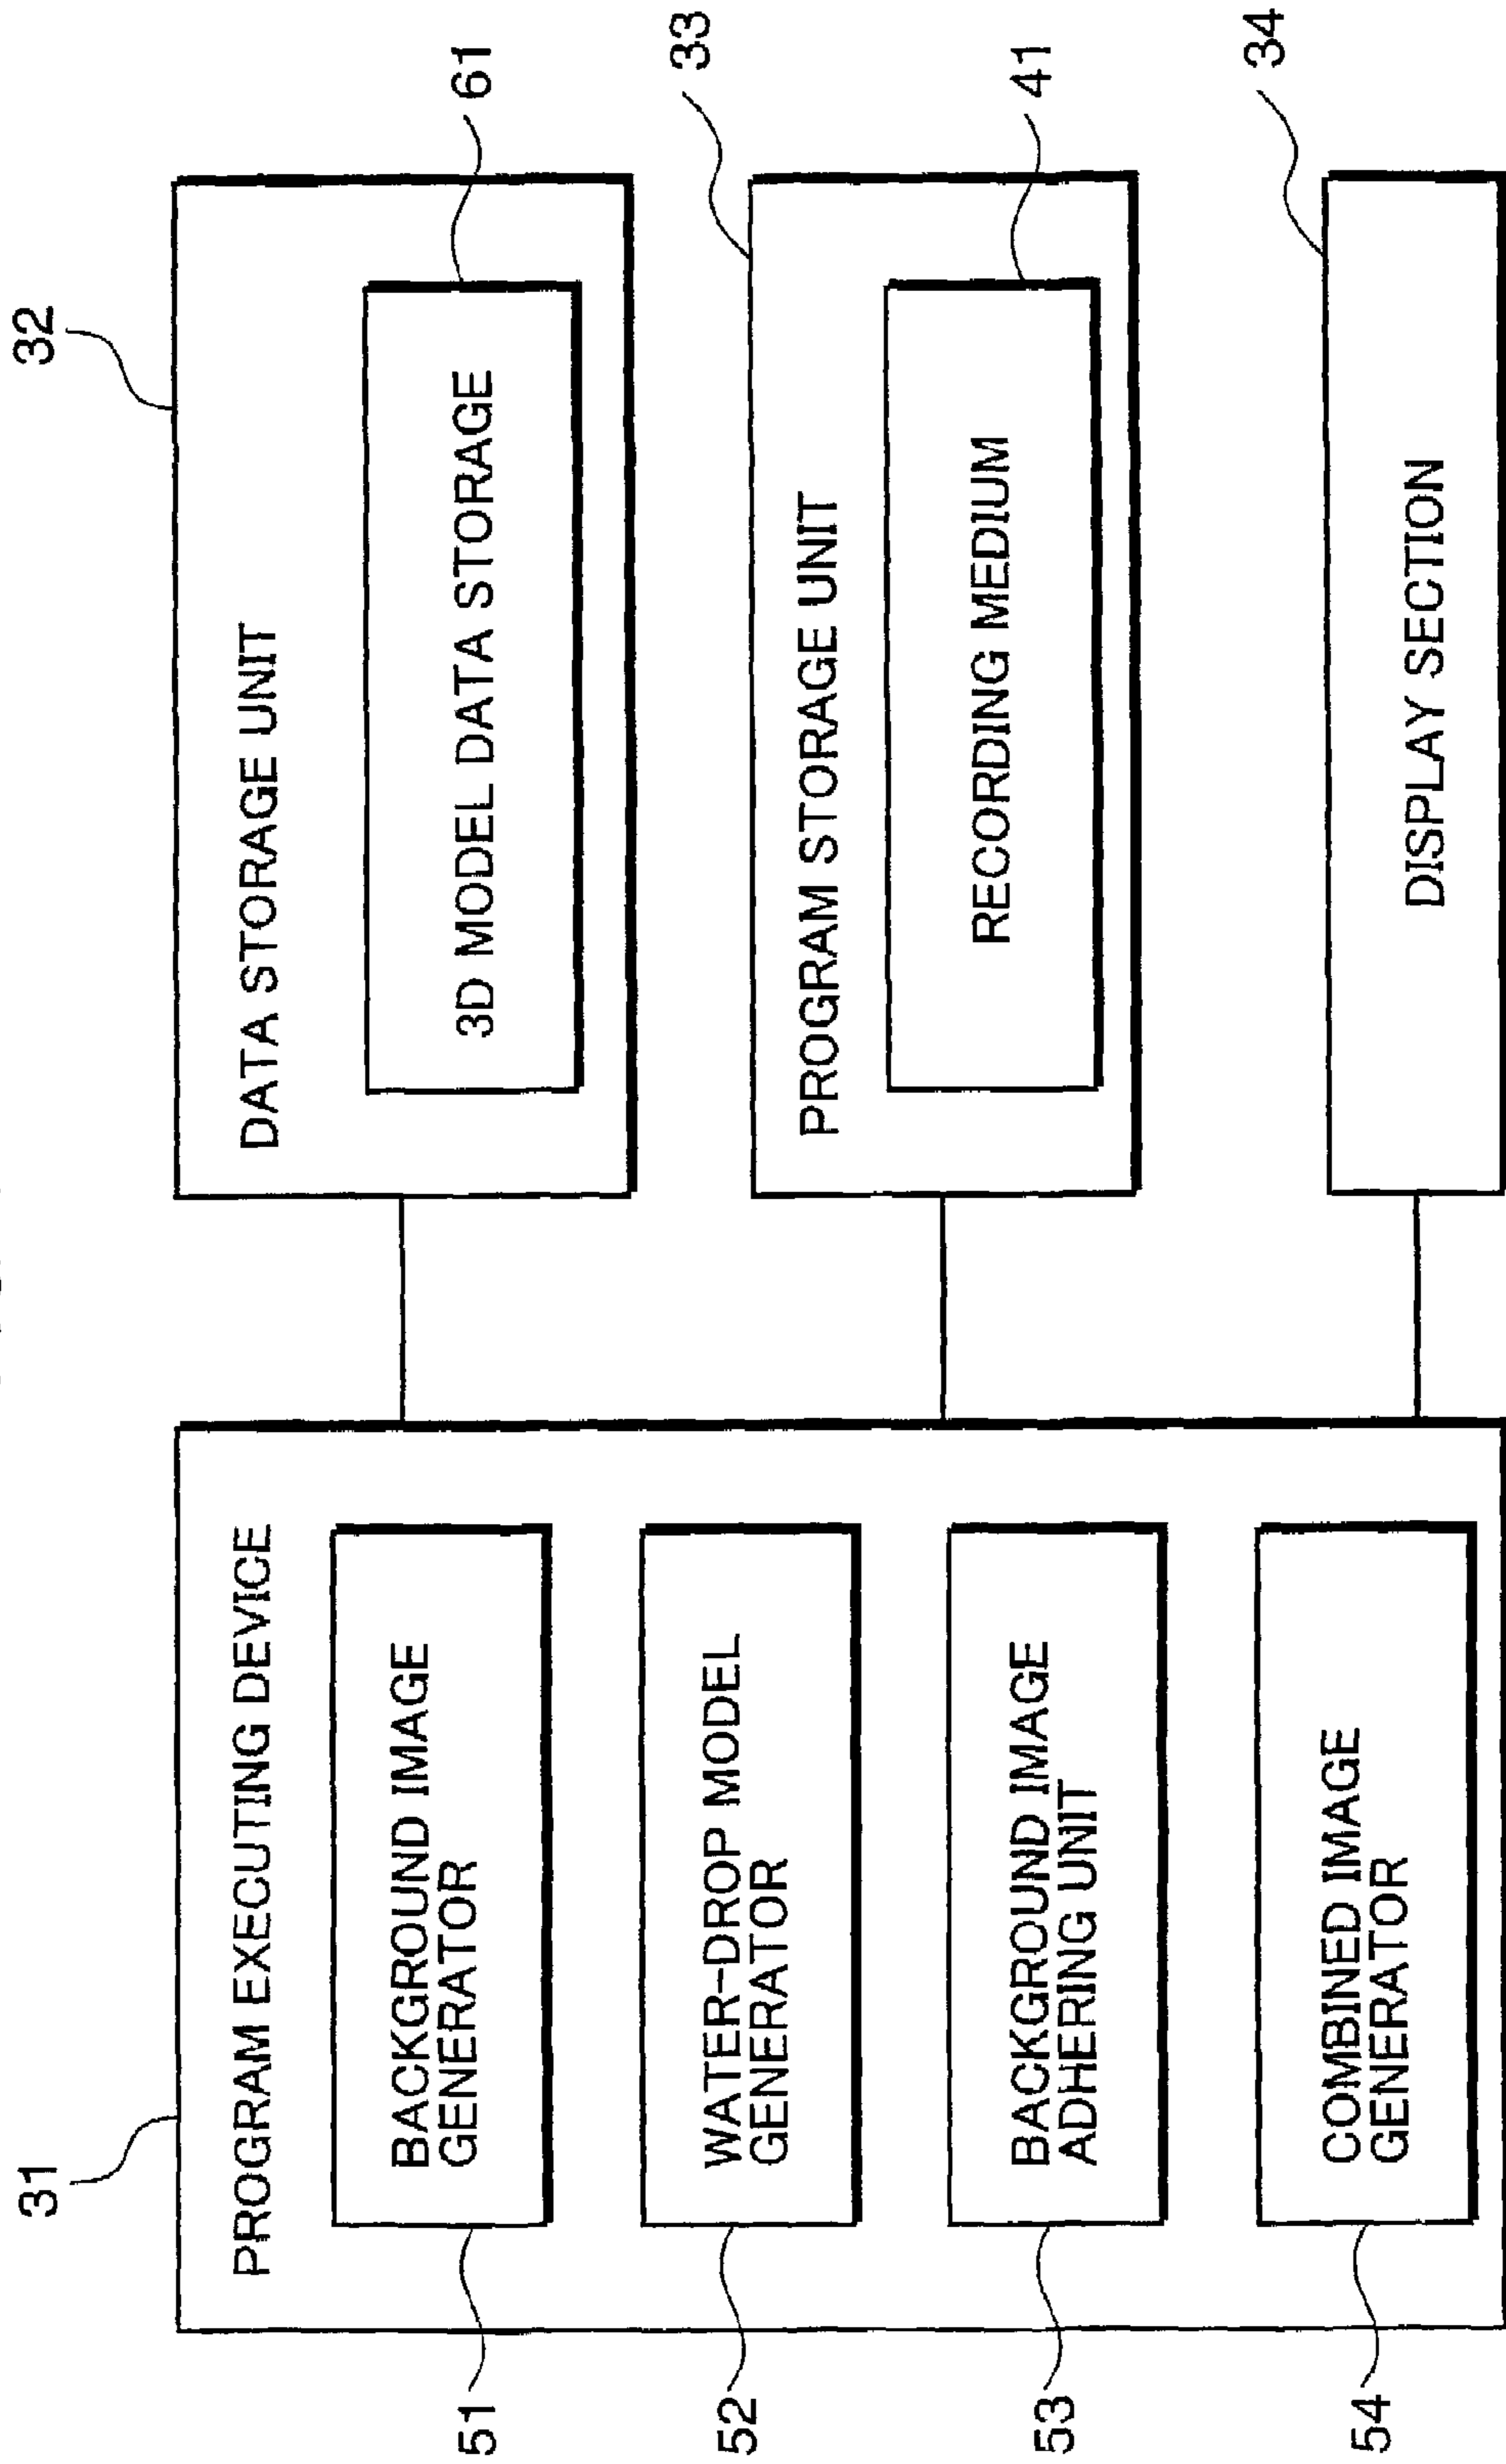 31
PROGRAM EXECUTING DEVICE
51
BACKGROUND IMAGE
GENERATOR
52
WATER-DROP MODEL
GENERATOR
53
BACKGROUND IMAGE
ADHERING UNIT
54
COMBINED IMAGE
GENERATOR
32
DATA STORAGE UNIT
3D MODEL DATA STORAGE
61
33
PROGRAM STORAGE UNIT
RECORDING MEDIUM
41
34
DISPLAY SECTION